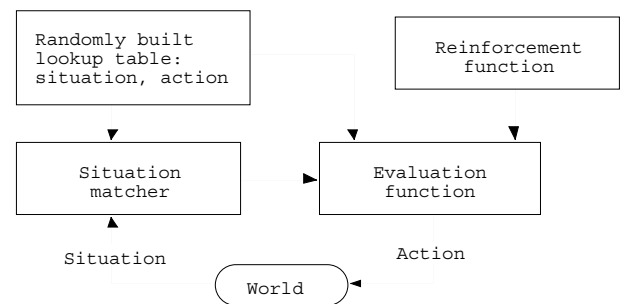 Randomly built
lookup table:
situation, action
Reinforcement
function
Situation
matcher
Evaluation
function
Situation
Action
World